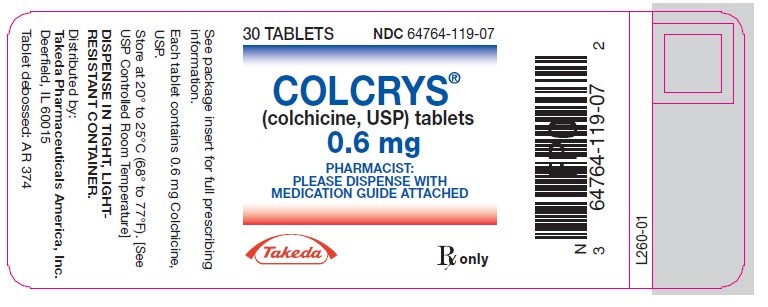 See package insert for full prescribing
information.
Each tablet contains 0.6 mg Colchicine,
USP.
Store at 20° to 25°C (68° to 77°F). [See
USP Controlled Room Temperature]
DISPENSE IN TIGHT, LIGHT-
RESISTANT CONTAINER.
Distributed by:
Takeda Pharmaceuticals America, Inc.
Deerfield, IL 60015
Tablet debossed: AR 374
30 TABLETS NDC 64764-119-07
COLCRYS®
(colchicine, USP) tablets
0.6 mg
PHARMACIST:
PLEASE DISPENSE WITH
MEDICATION GUIDE ATTACHED
Takeda
Rx only
FPO
N 3 64764-119-07 2
L260-01